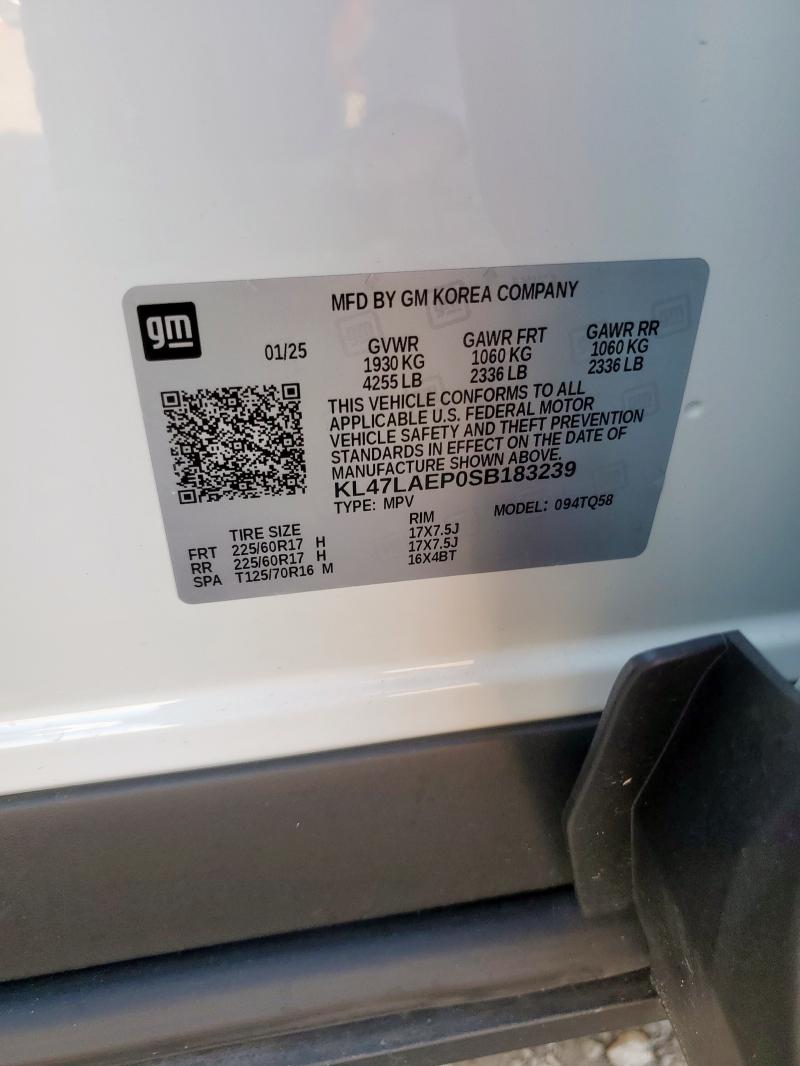 gm
MFD BY GM KOREA COMPANY
01/25
GVWR
1930 KG
4255 LB
GAWR FRT
1060 KG
2336 LB
GAWR RR
1060 KG
2336 LB
THIS VEHICLE CONFORMS TO ALL
APPLICABLE U.S. FEDERAL MOTOR
VEHICLE SAFETY AND THEFT PREVENTION
STANDARDS IN EFFECT ON THE DATE OF
MANUFACTURE SHOWN ABOVE.
KL47LAEP0SB183239
TYPE: MPV
MODEL: 094TQ58
TIRE SIZE RIM
FRT 225/60R17 H 17X7.5J
RR 225/60R17 H 17X7.5J
SPA T125/70R16 M 16X4BT